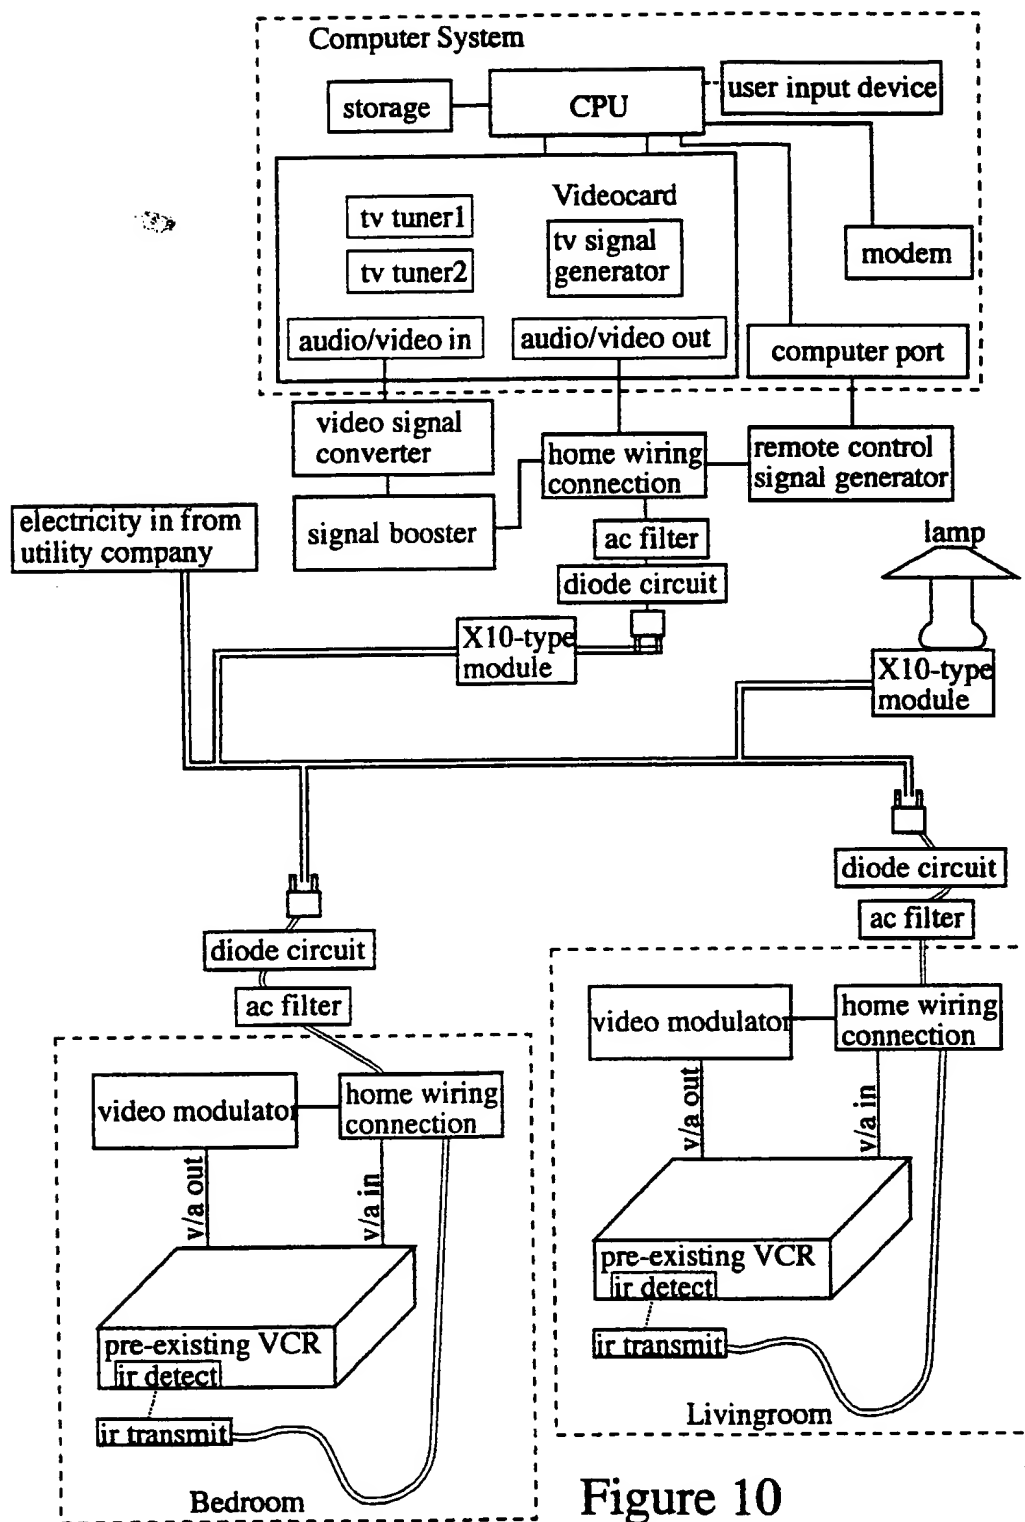 Computer System
storage
CPU
user input device
Videocard
tv tuner1
tv signal
generator
tv tuner2
modem
audio/video in
audio/video out
computer port
video signal
converter
home wiring
connection
remote control
signal generator
electricity in from
utility company
signal booster
ac filter
lamp
diode circuit
X10-type
module
X10-type
module
diode circuit
ac filter
diode circuit
ac filter
video modulator
home wiring
connection
v/a out
v/a in
video modulator
home wiring
connection
v/a out
v/a in
pre-existing VCR
ir detect
ir transmit
pre-existing VCR
ir detect
ir transmit
Livingroom
Bedroom
Figure 10